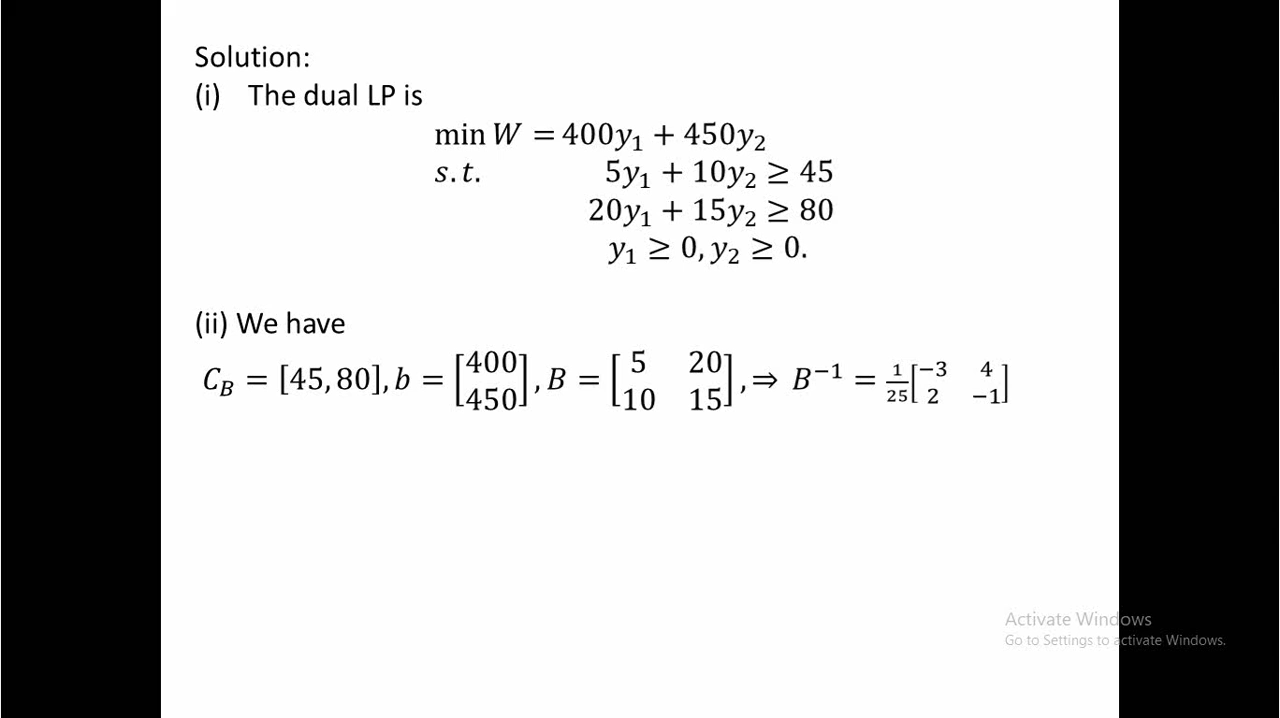 Solution:
(i) The dual LP is
min W = 400y₁ + 450y₂
s.t. 5y₁ + 10y₂ ≥ 45
20y₁ + 15y₂ ≥ 80
y₁ ≥ 0, y₂ ≥ 0.
(ii) We have
C_B = [45, 80], b = [400; 450], B = [5 20; 10 15], ⇒ B⁻¹ = 1/25 [−3 4; 2 −1]
Activate Windows
Go to Settings to activate Windows.